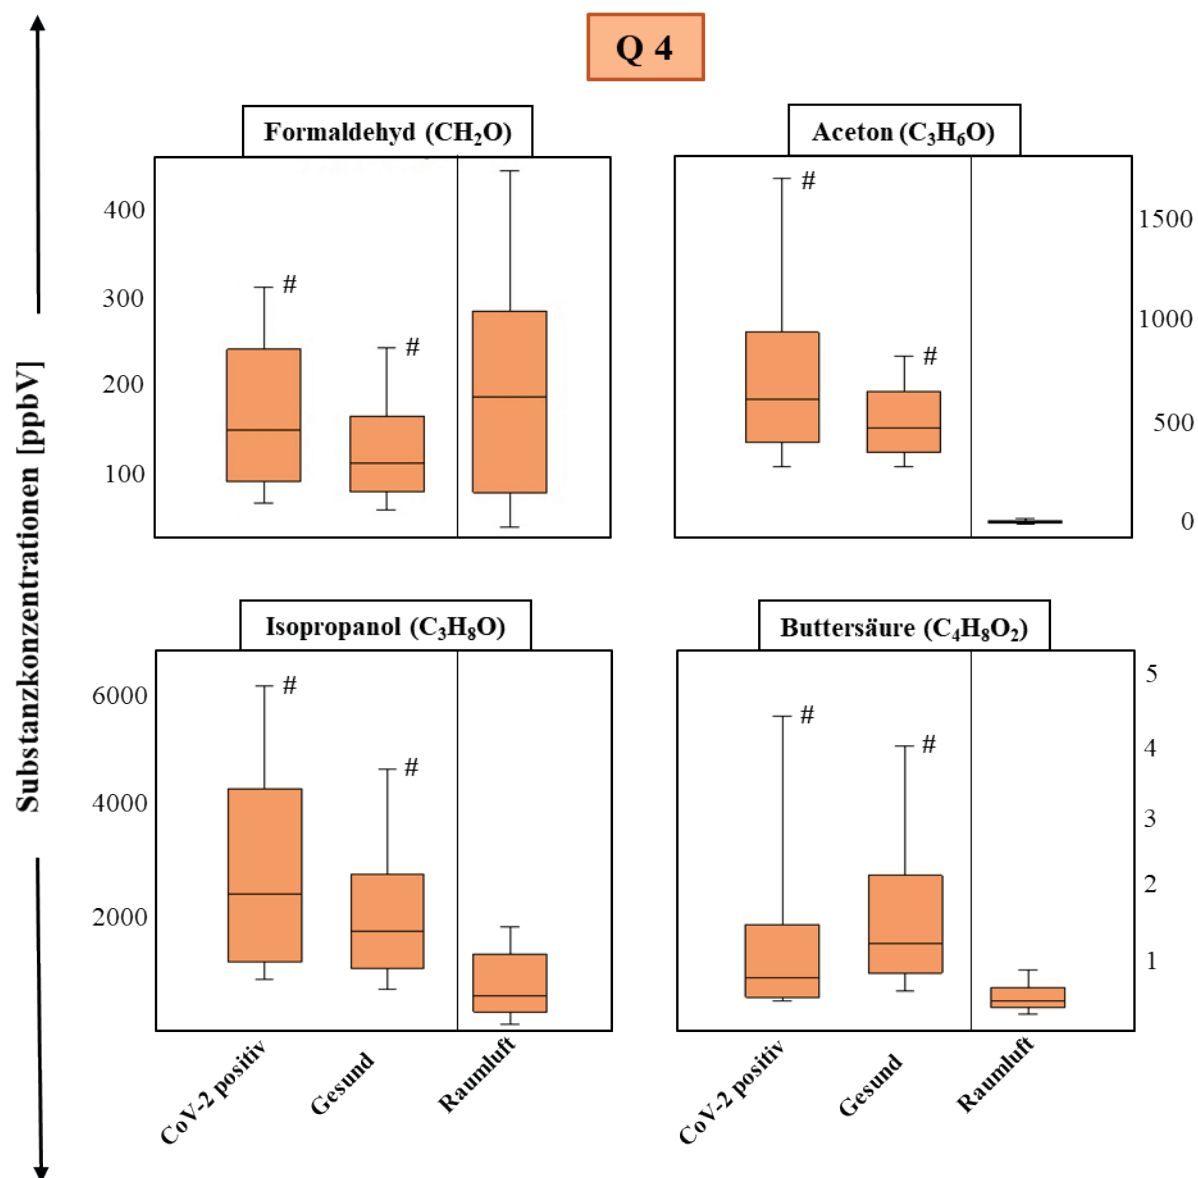 Q 4
Substanzkonzentrationen [ppbV]
Formaldehyd (CH₂O)
400
300
200
100
#
#
Aceton (C₃H₆O)
1500
1000
500
0
#
#
Isopropanol (C₃H₈O)
6000
4000
2000
#
#
CoV-2 positiv
Gesund
Raumluft
Buttersäure (C₄H₈O₂)
5
4
3
2
1
#
#
CoV-2 positiv
Gesund
Raumluft